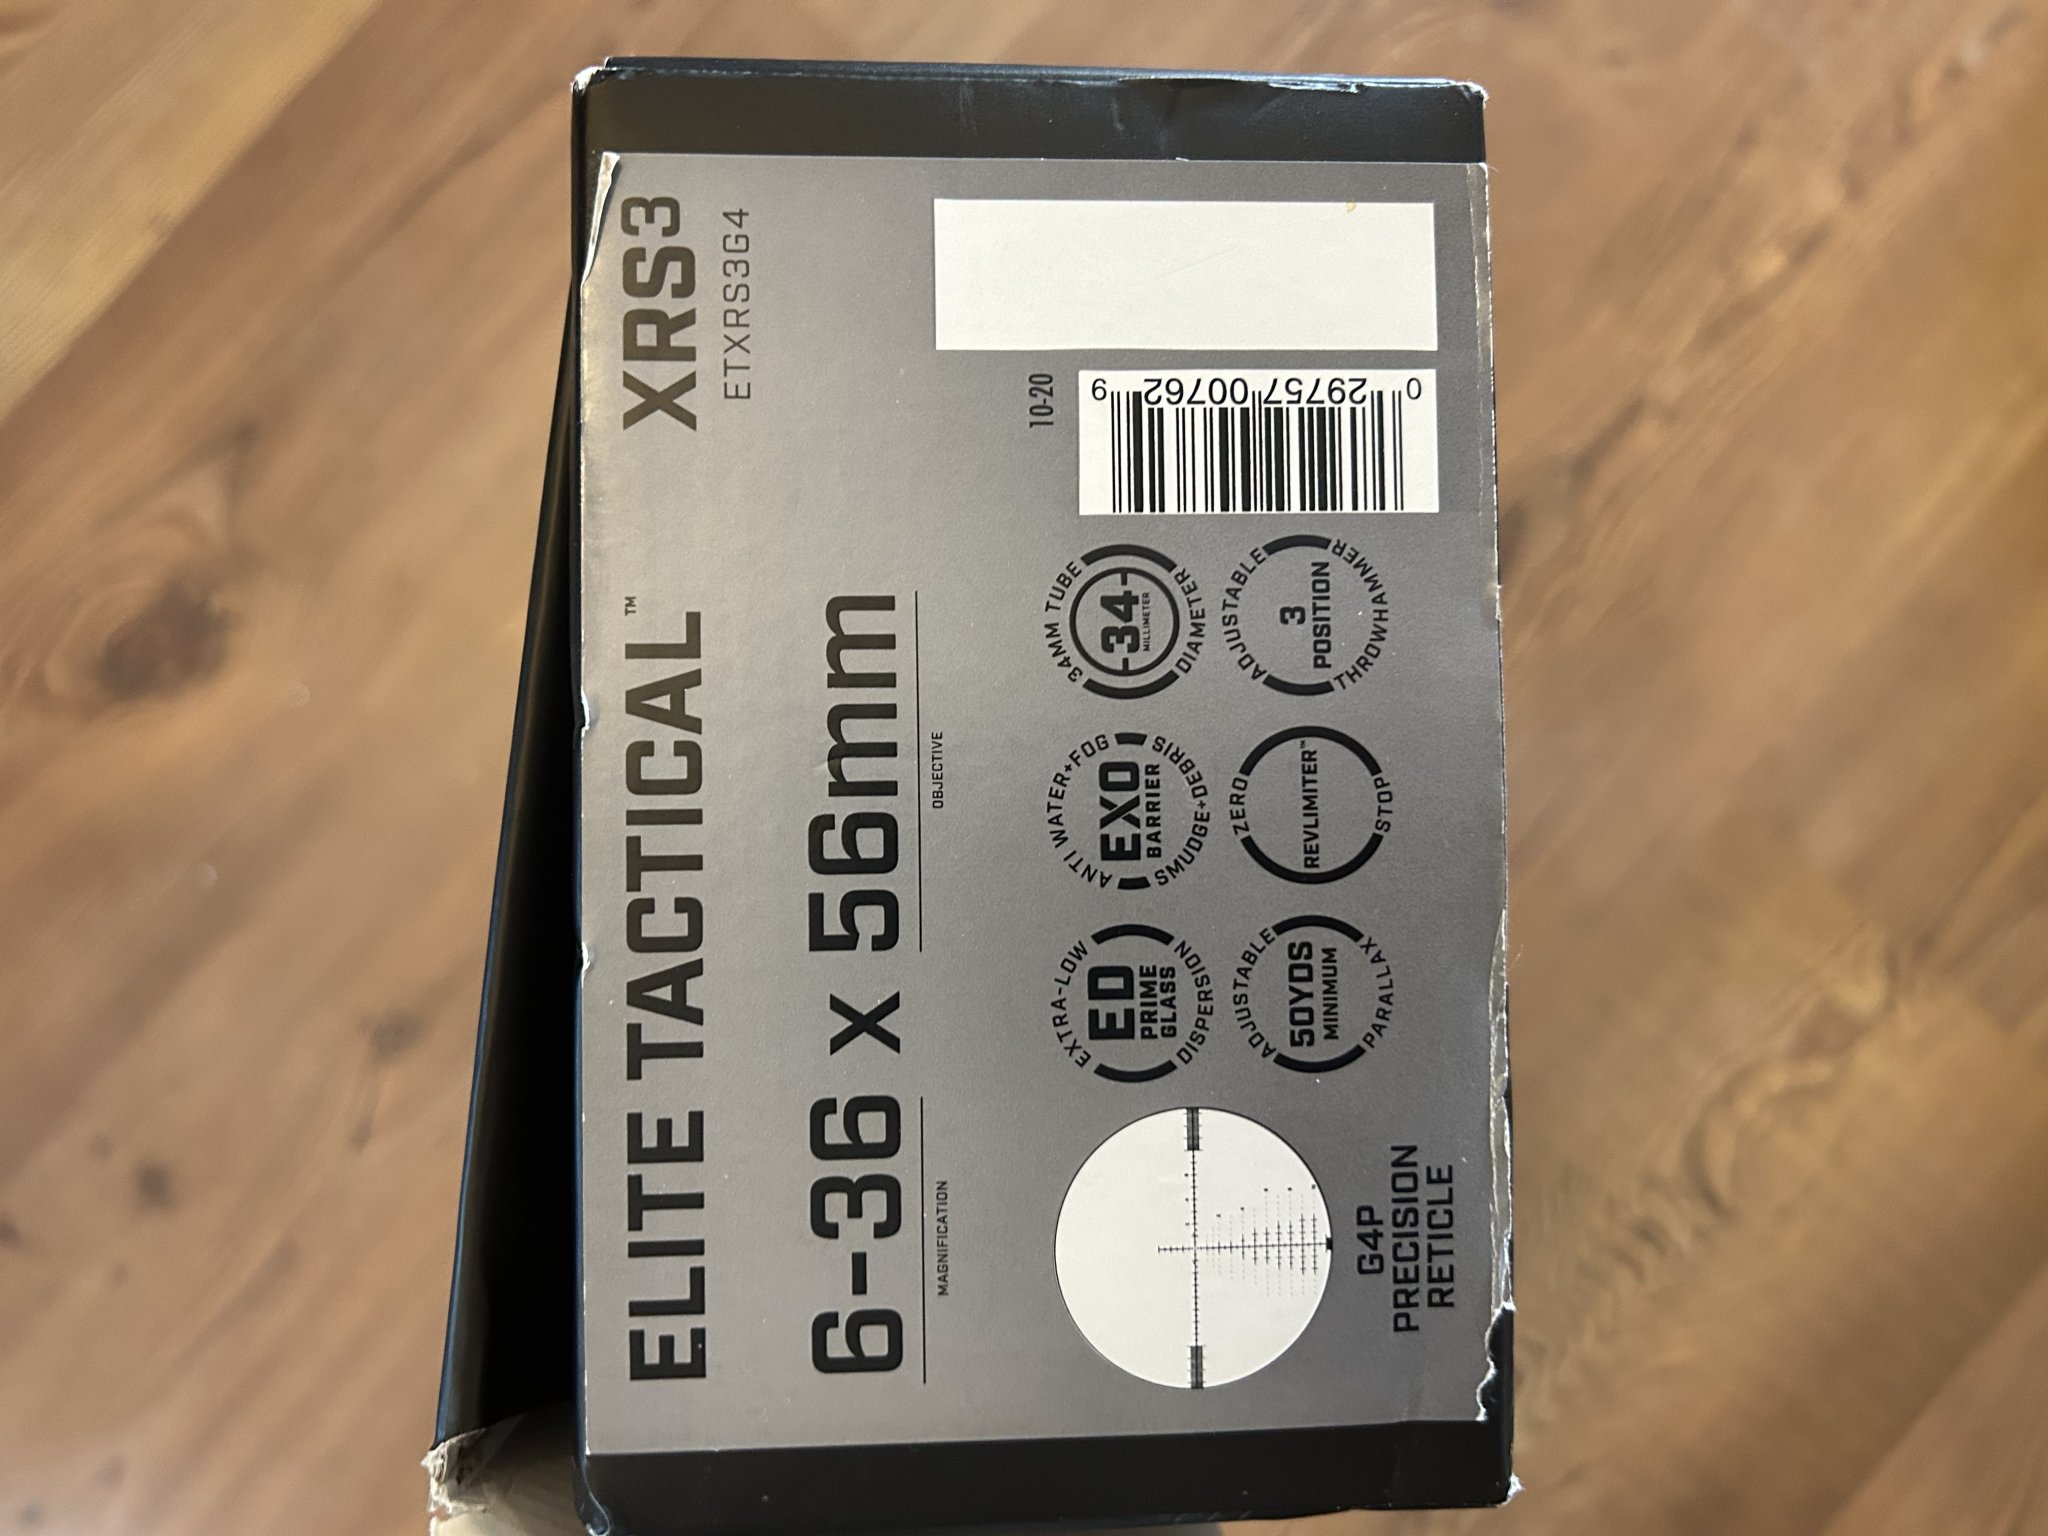 ELITE TACTICAL™ XRS3
ETXRS3G4
6-36 x 56mm
MAGNIFICATION OBJECTIVE
G4P
PRECISION
RETICLE
EXTRA-LOW
ED
PRIME
GLASS
DISPERSION
ANTI WATER+FOG
EXO
BARRIER
SMUDGE+DEBRIS
34MM TUBE
34
MILLIMETER
DIAMETER
ADJUSTABLE
50YDS
MINIMUM
PARALLAX
ZERO
REVLIMITER™
STOP
ADJUSTABLE
3
POSITION
THROWHAMMER
10-20
0 29757 00762 9